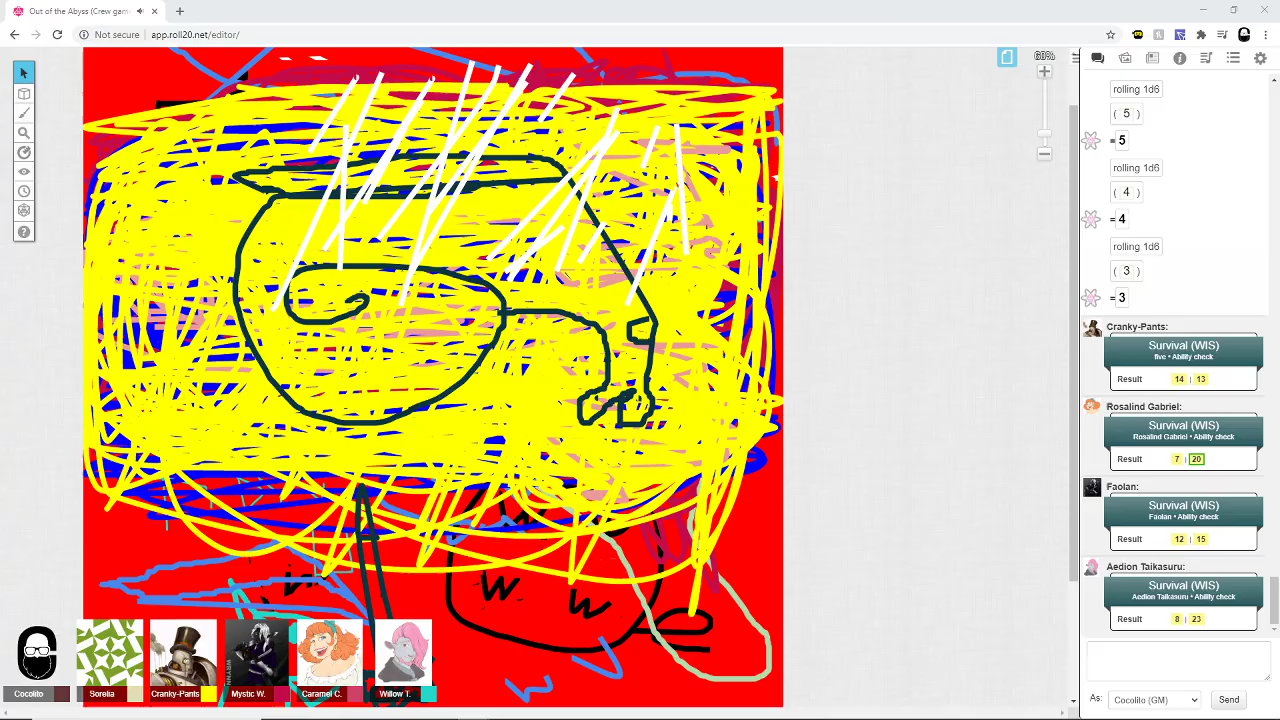 Out of the Abyss (Crew gam
Not secure
app.roll20.net/editor/
60%
rolling 1d6
( 5 )
= 5
rolling 1d6
( 4 )
= 4
rolling 1d6
( 3 )
= 3
Cranky-Pants:
Survival (WIS)
five • Ability check
Result 14 | 13
Rosalind Gabriel:
Survival (WIS)
Rosalind Gabriel • Ability check
Result 7 | 20
Faolan:
Survival (WIS)
Faolan • Ability check
Result 12 | 15
Aedion Taikasuru:
Survival (WIS)
Aedion Taikasuru • Ability check
Result 8 | 23
As: Cocolito (GM) Send
W
W
W
W
WRYNN
Cocolito
Sorelia
Cranky-Pants
Mystic W.
Caramel C.
Willow T.